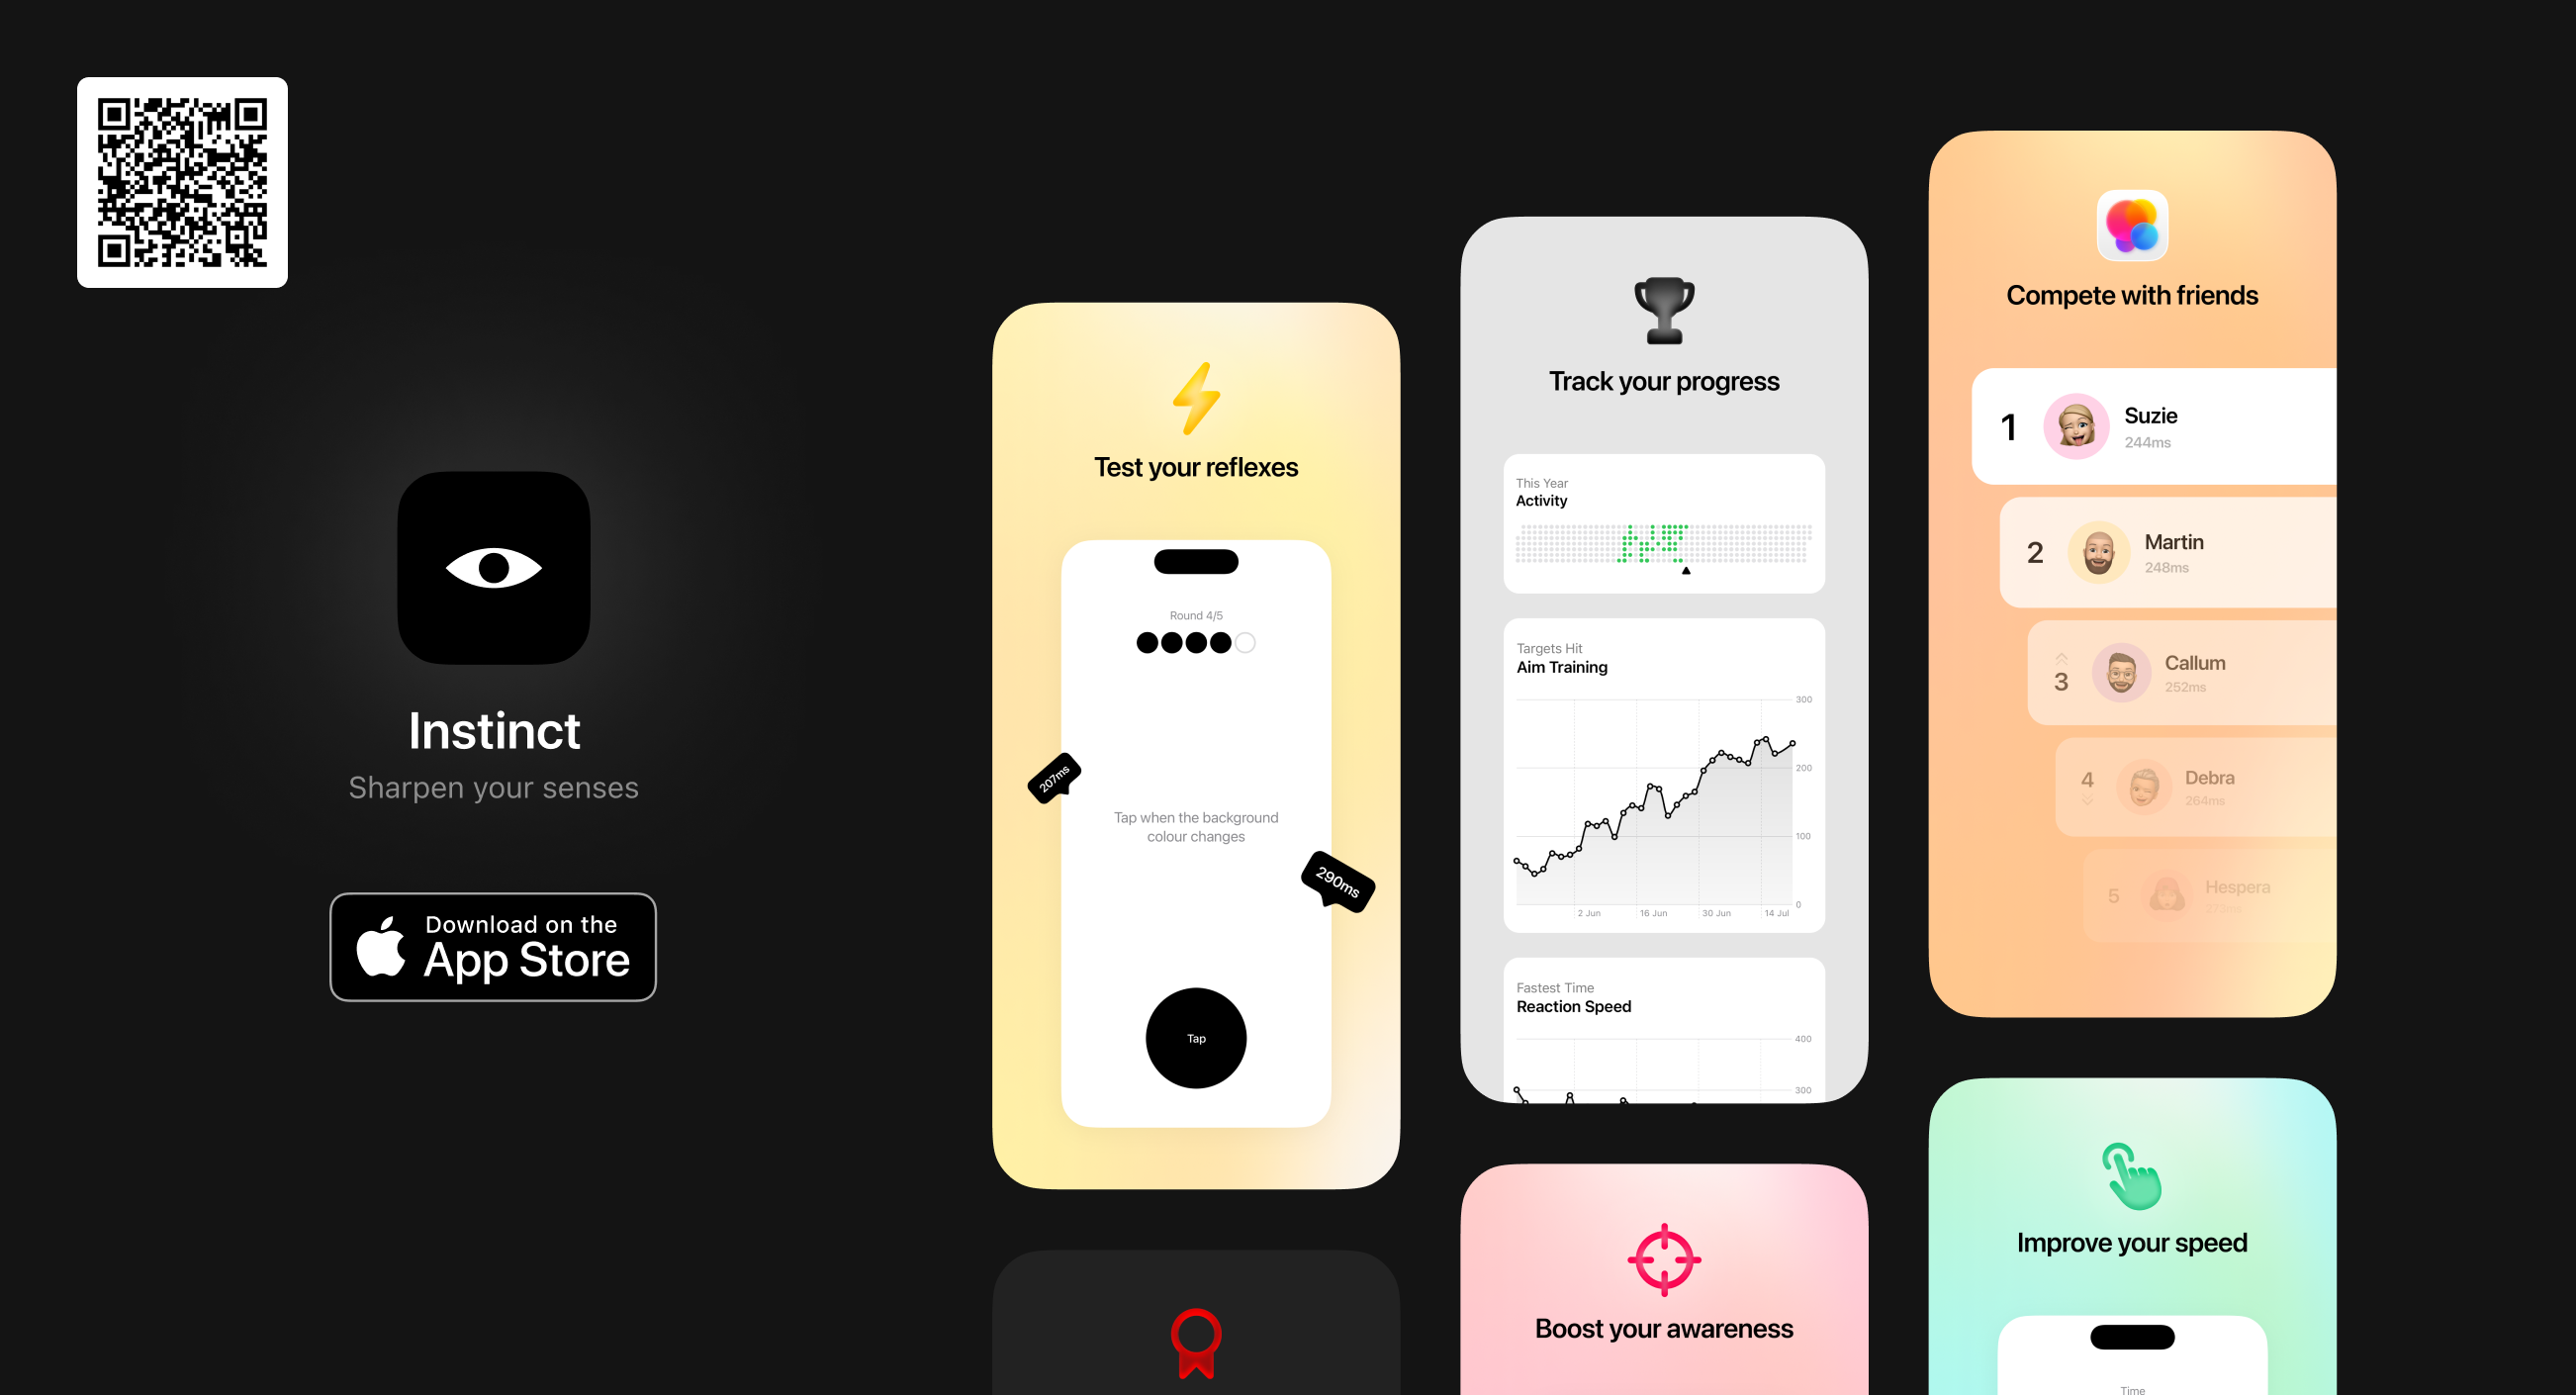 Instinct
Sharpen your senses
Download on the
App Store
Test your reflexes
Round 4/5
207ms
Tap when the background
colour changes
290ms
Tap
Track your progress
This Year
Activity
Targets Hit
Aim Training
300
200
100
0
2 Jun
16 Jun
30 Jun
14 Jul
Fastest Time
Reaction Speed
400
300
Boost your awareness
Compete with friends
1
Suzie
244ms
2
Martin
248ms
3
Callum
252ms
4
Debra
264ms
5
Hespera
Improve your speed
Time